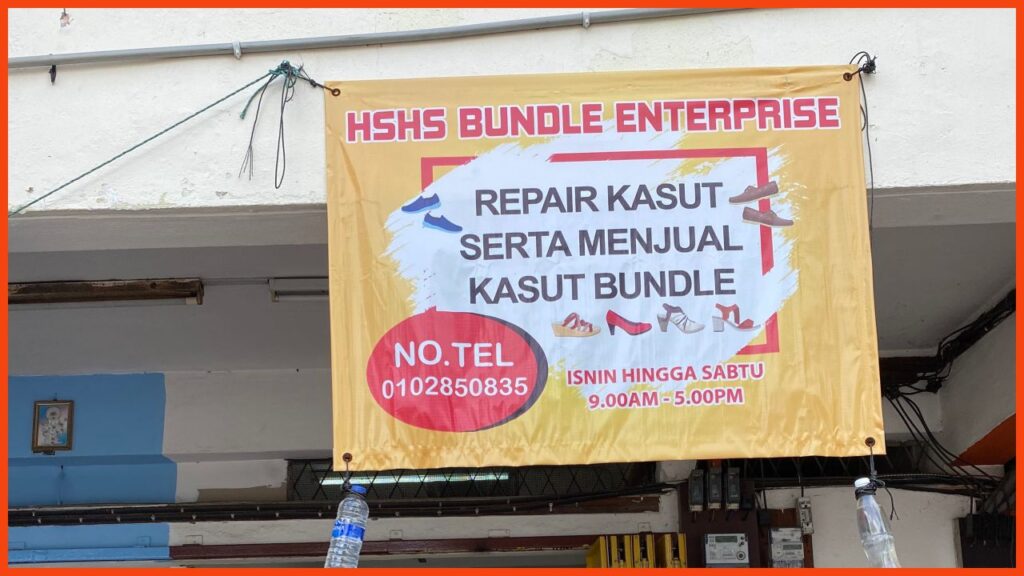 HSHS BUNDLE ENTERPRISE
REPAIR KASUT
SERTA MENJUAL
KASUT BUNDLE
NO.TEL
0102850835
ISNIN HINGGA SABTU
9.00AM - 5.00PM